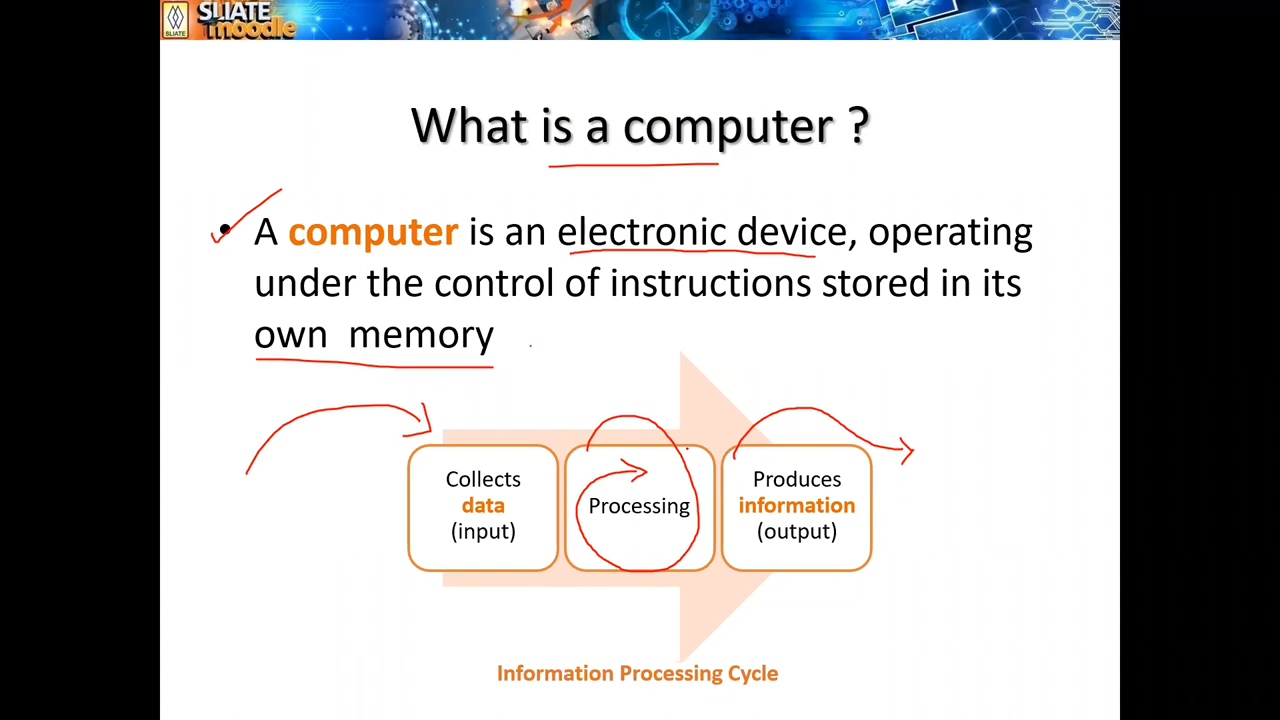 SLIATE
moodle
SLIATE
What is a computer ?
• A computer is an electronic device, operating
under the control of instructions stored in its
own memory
Collects
data
(input)
Processing
Produces
information
(output)
Information Processing Cycle